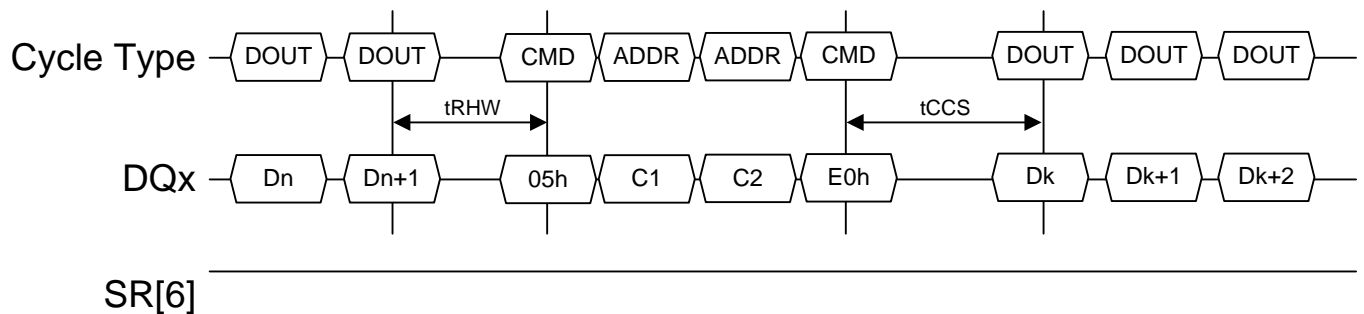 Cycle Type DOUT DOUT CMD ADDR ADDR CMD DOUT DOUT DOUT
tRHW tCCS
DQx Dn Dn+1 05h C1 C2 E0h Dk Dk+1 Dk+2
SR[6]